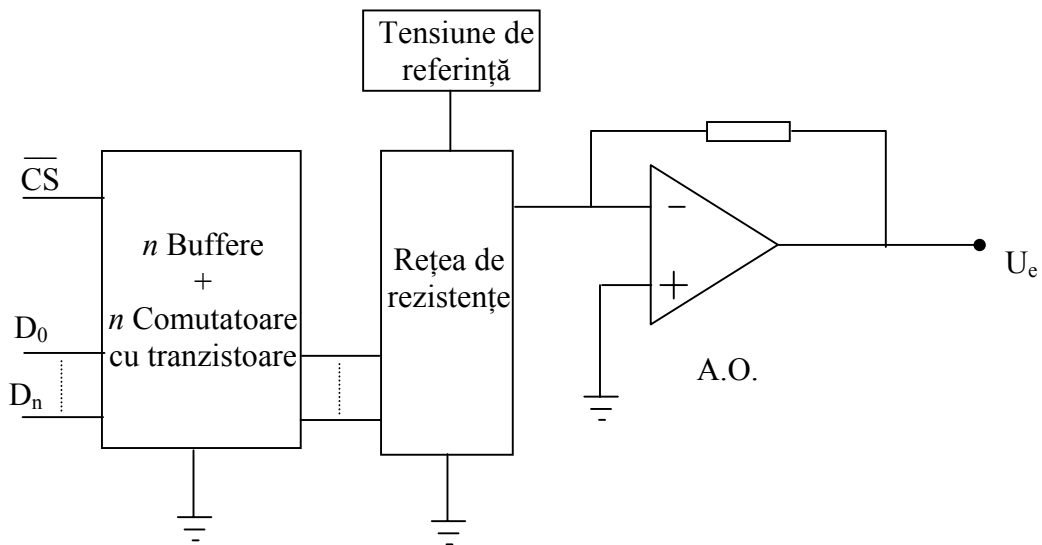 Tensiune de
referință
CS
n Buffere
+
n Comutatoare
cu tranzistoare
D0
Dn
Rețea de
rezistențe
−
+
A.O.
Ue